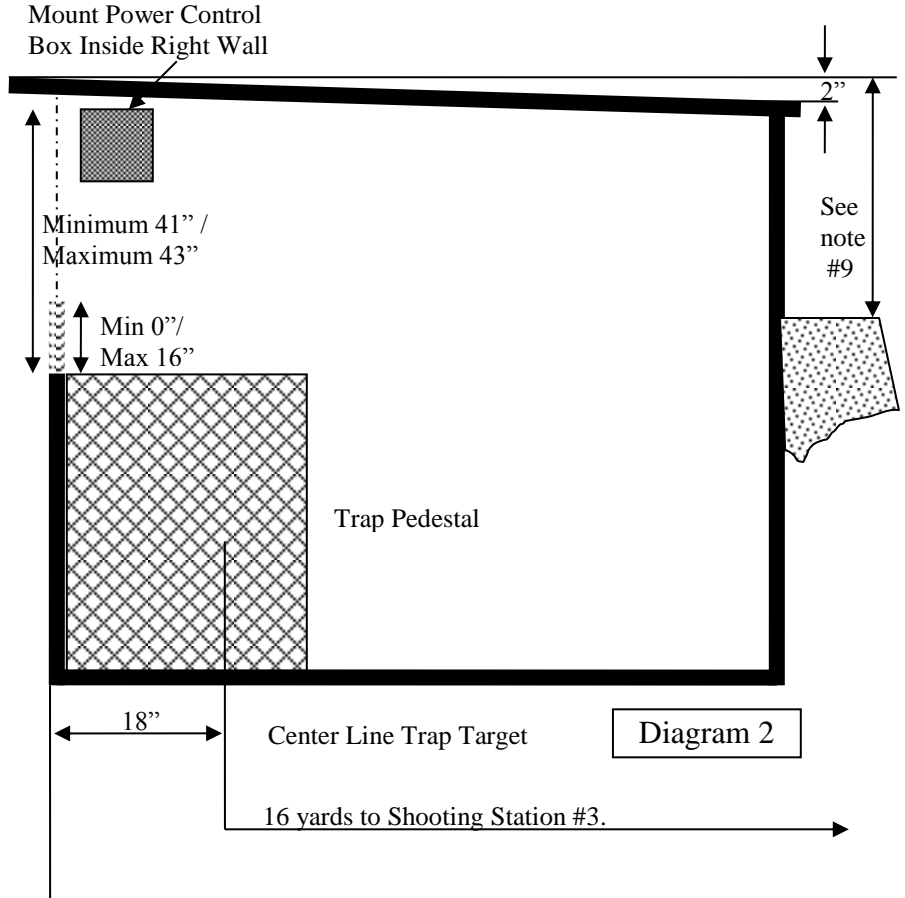 Mount Power Control
Box Inside Right Wall
2”
Minimum 41” /
Maximum 43”
See
note
#9
Min 0”/
Max 16”
Trap Pedestal
18”
Center Line Trap Target
Diagram 2
16 yards to Shooting Station #3.